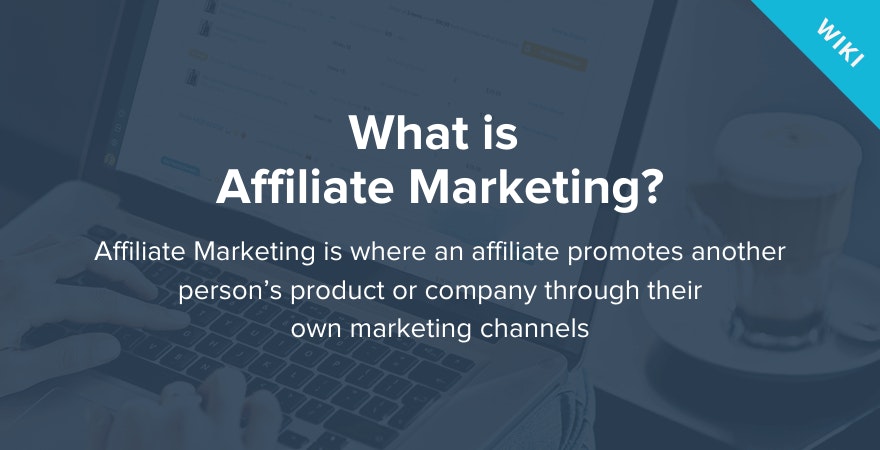 WIKI
What is
Affiliate Marketing?
Affiliate Marketing is where an affiliate promotes another
person’s product or company through their
own marketing channels